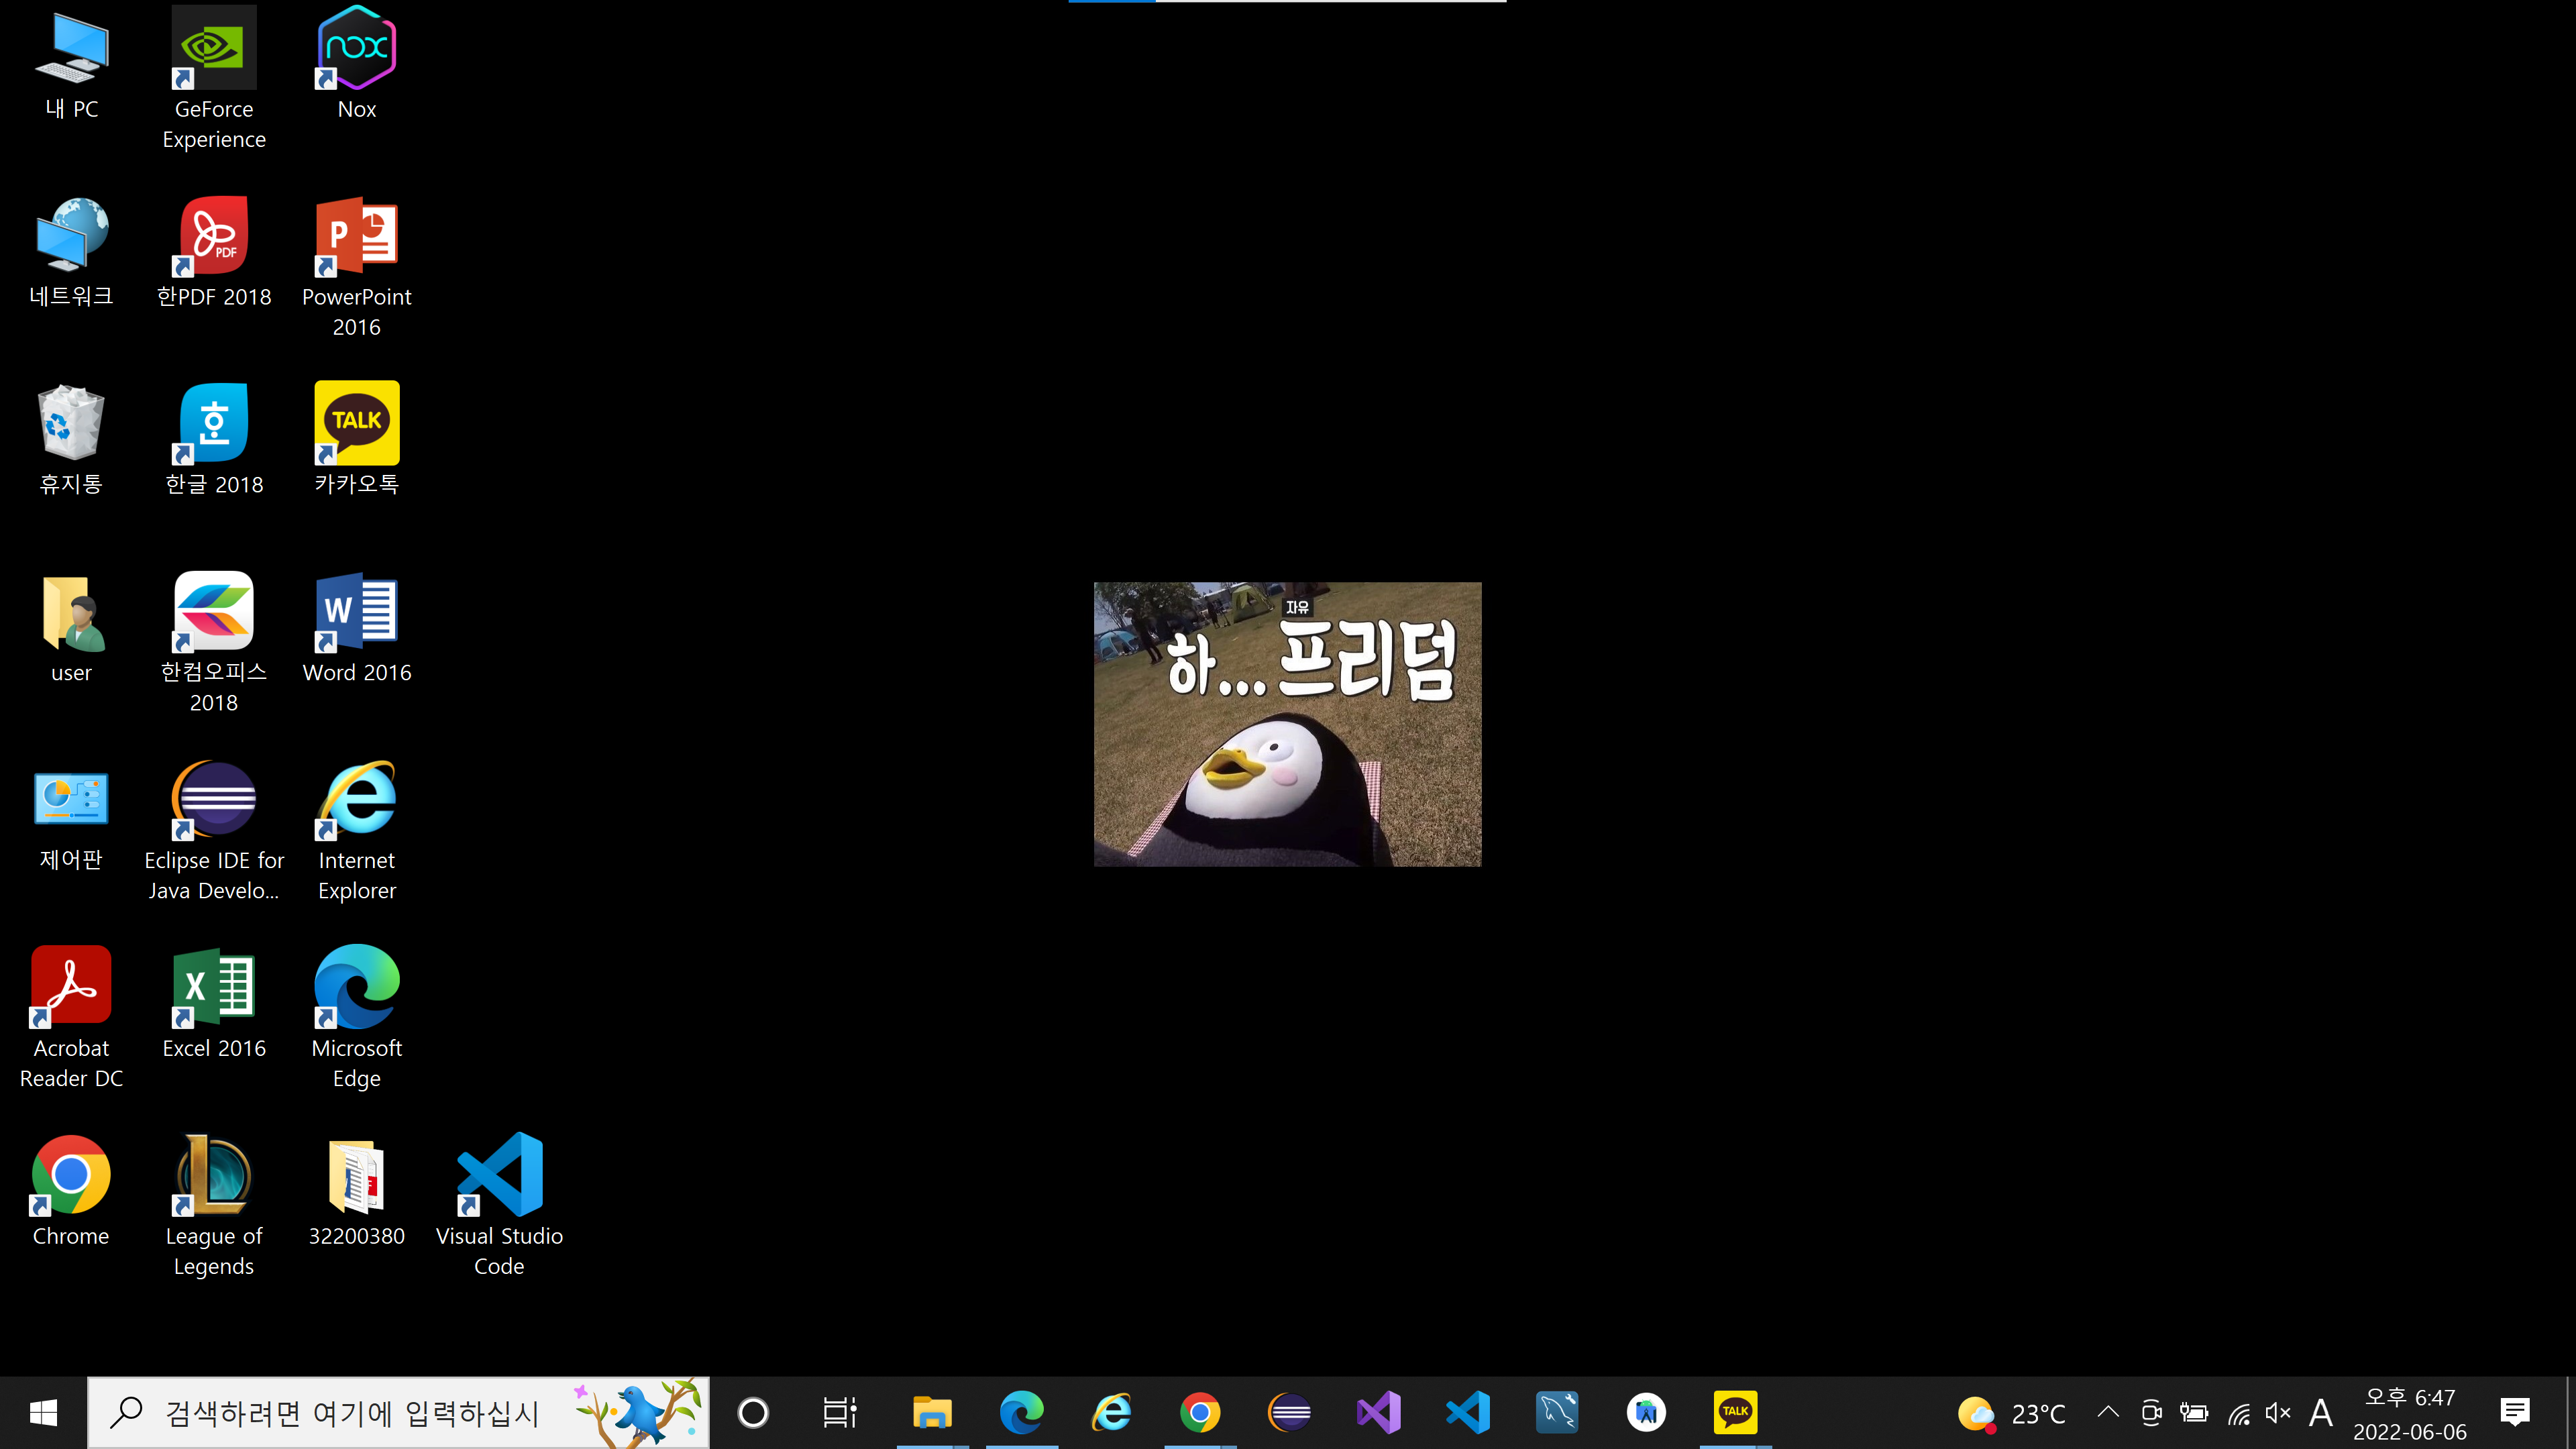 내 PC
GeForce
Experience
nox
Nox
네트워크
PDF
한PDF 2018
P
PowerPoint
2016
휴지통
흐
한글 2018
TALK
카카오톡
user
한컴오피스
2018
W
Word 2016
제어판
Eclipse IDE for
Java Develo...
Internet
Explorer
Acrobat
Reader DC
X
Excel 2016
Microsoft
Edge
Chrome
League of
Legends
32200380
Visual Studio
Code
자유
하... 프리덤
검색하려면 여기에 입력하십시
TALK
23°C
A
오후 6:47
2022-06-06